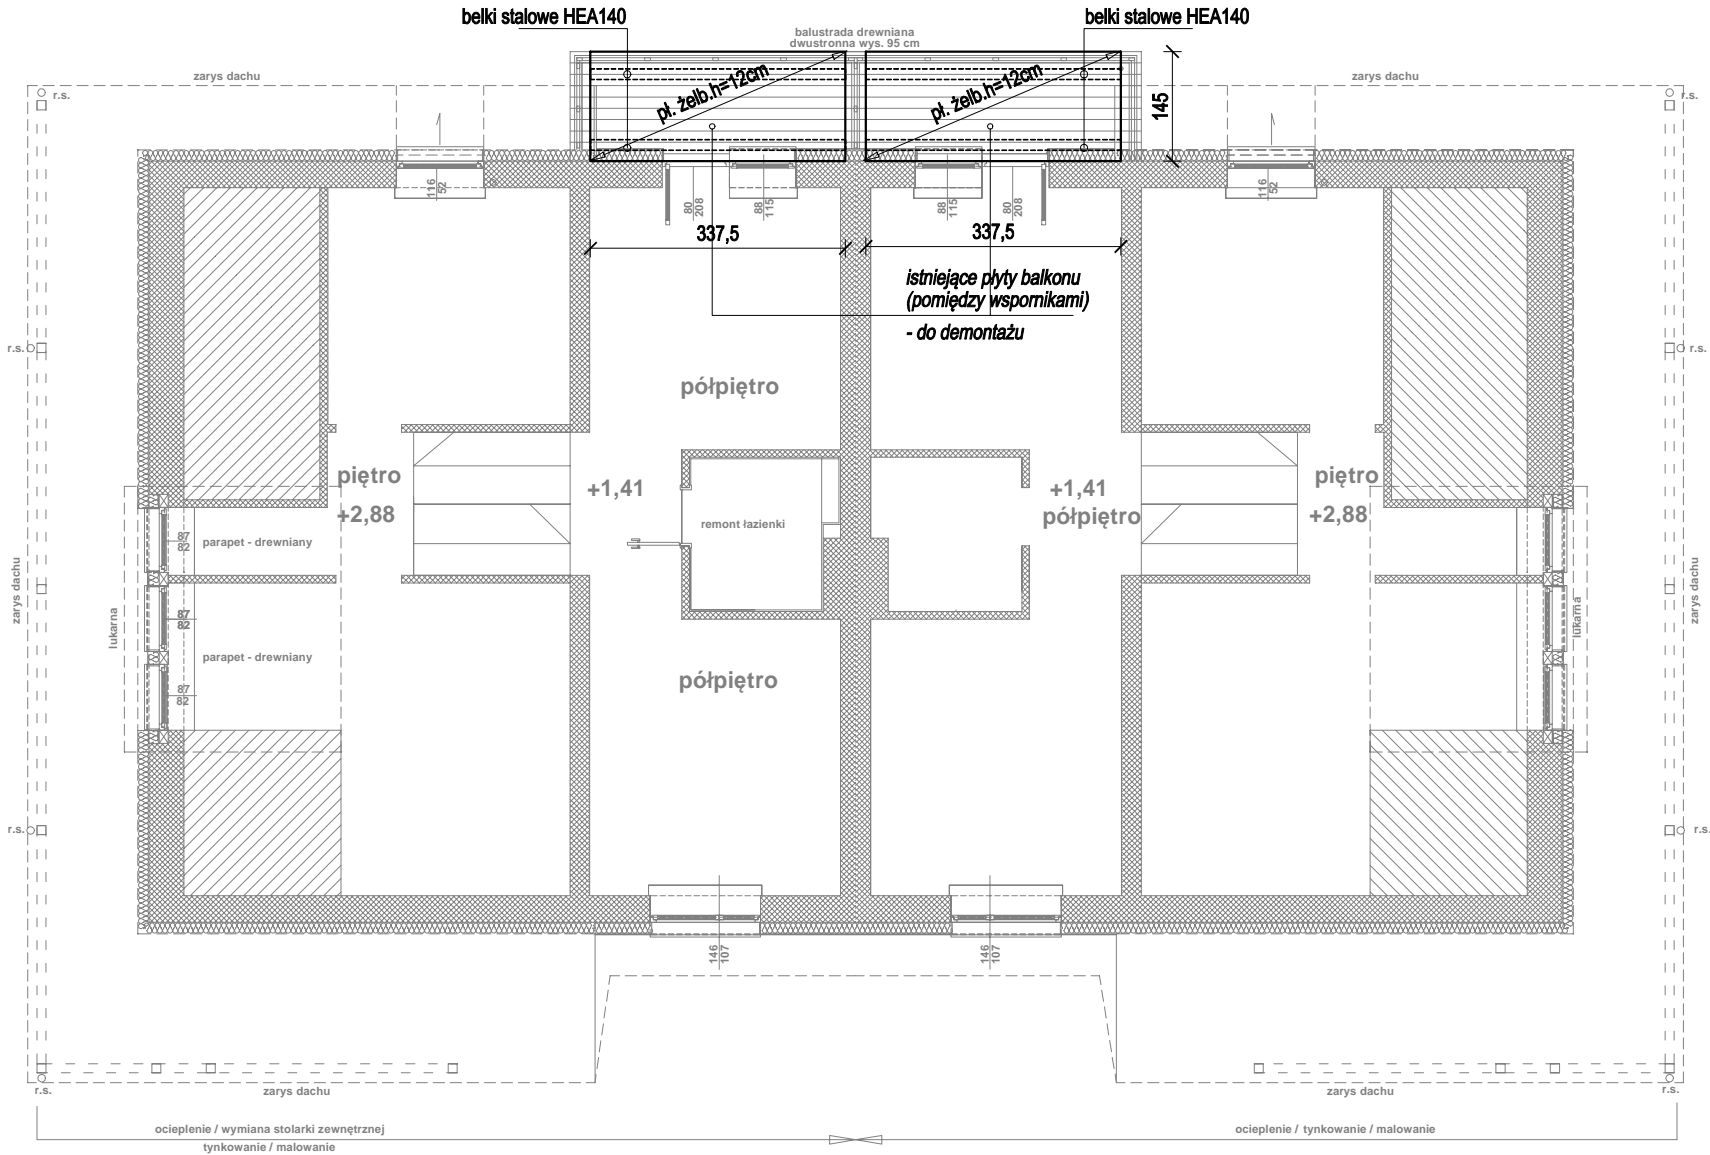 belki stalowe HEA140
belki stalowe HEA140
balustrada drewniana
dwustronna wys. 95 cm
zarys dachu
zarys dachu
r.s.
r.s.
pł. żelb.h=12cm
pł. żelb.h=12cm
145
116
52
80
208
88
115
88
115
80
208
116
52
337,5
337,5
istniejące płyty balkonu
(pomiędzy wspornikami)
- do demontażu
r.s.
r.s.
półpiętro
piętro
+2,88
+1,41
+1,41
półpiętro
piętro
+2,88
remont łazienki
87
82
parapet - drewniany
zarys dachu
zarys dachu
lukarna
lukarna
87
82
parapet - drewniany
87
82
półpiętro
r.s.
r.s.
146
107
146
107
r.s.
r.s.
zarys dachu
zarys dachu
ocieplenie / wymiana stolarki zewnętrznej
tynkowanie / malowanie
ocieplenie / tynkowanie / malowanie